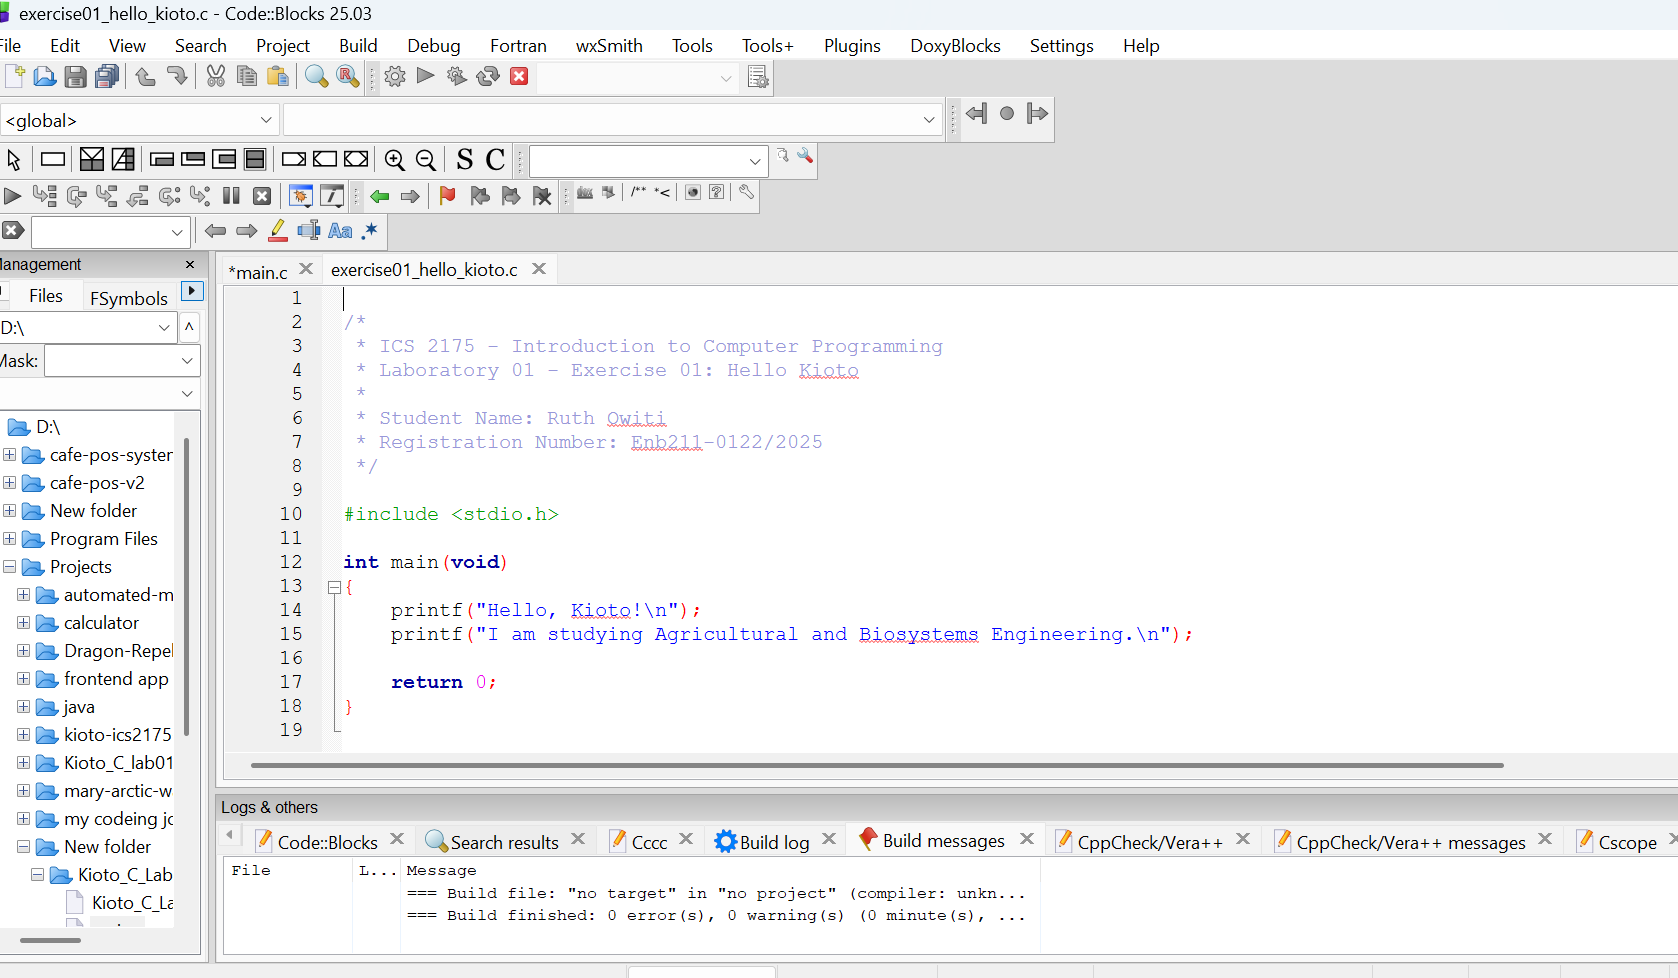 exercise01_hello_kioto.c - Code::Blocks 25.03
File Edit View Search Project Build Debug Fortran wxSmith Tools Tools+ Plugins DoxyBlocks Settings Help
<global>
S C
/** *<
Aa .*
Management
Files FSymbols
D:\
Mask:
D:\
cafe-pos-system
cafe-pos-v2
New folder
Program Files
Projects
automated-m
calculator
Dragon-Repel
frontend app
java
kioto-ics2175
Kioto_C_lab01
mary-arctic-w
my codeing jo
New folder
Kioto_C_Lab
Kioto_C_La
*main.c exercise01_hello_kioto.c
1
2 /*
3 * ICS 2175 - Introduction to Computer Programming
4 * Laboratory 01 - Exercise 01: Hello Kioto
5 *
6 * Student Name: Ruth Owiti
7 * Registration Number: Enb211-0122/2025
8 */
9
10 #include <stdio.h>
11
12 int main(void)
13 {
14 printf("Hello, Kioto!\n");
15 printf("I am studying Agricultural and Biosystems Engineering.\n");
16
17 return 0;
18 }
19
Logs & others
Code::Blocks Search results Cccc Build log Build messages CppCheck/Vera++ CppCheck/Vera++ messages Cscope
File L... Message
=== Build file: "no target" in "no project" (compiler: unkn...
=== Build finished: 0 error(s), 0 warning(s) (0 minute(s), ...